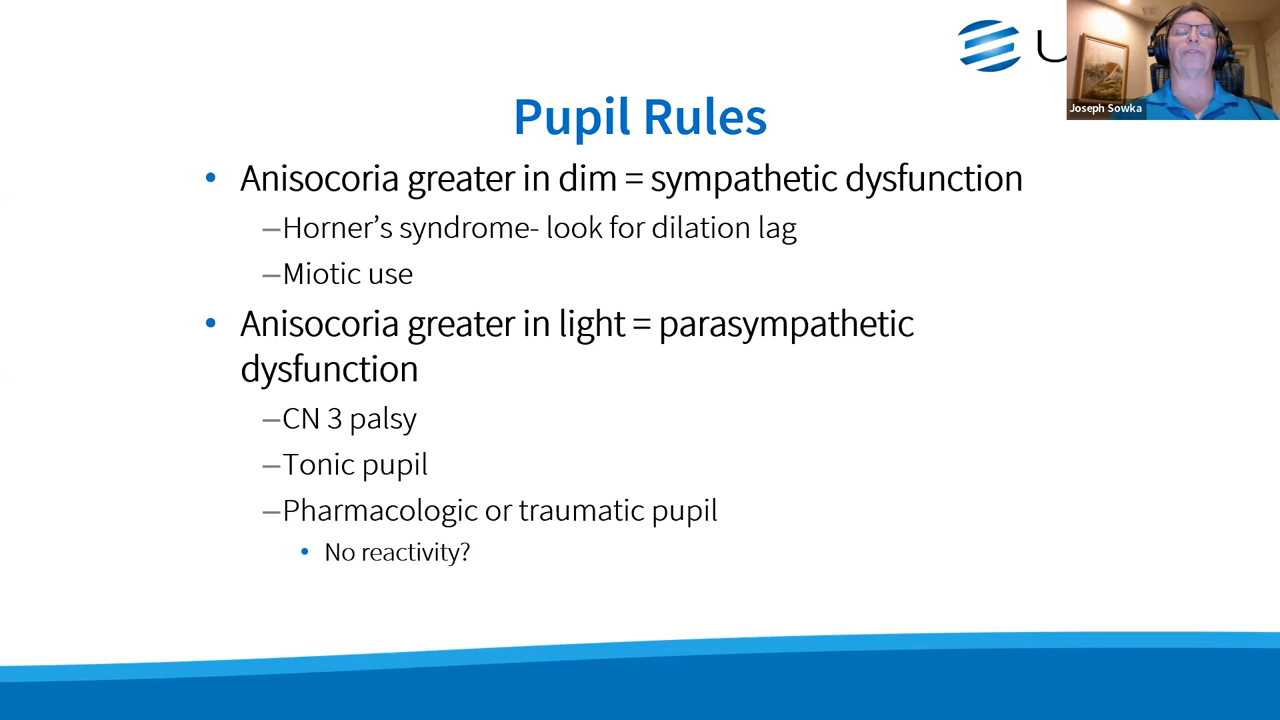 U
Joseph Sowka
Pupil Rules
• Anisocoria greater in dim = sympathetic dysfunction
–Horner’s syndrome- look for dilation lag
–Miotic use
• Anisocoria greater in light = parasympathetic
dysfunction
–CN 3 palsy
–Tonic pupil
–Pharmacologic or traumatic pupil
• No reactivity?